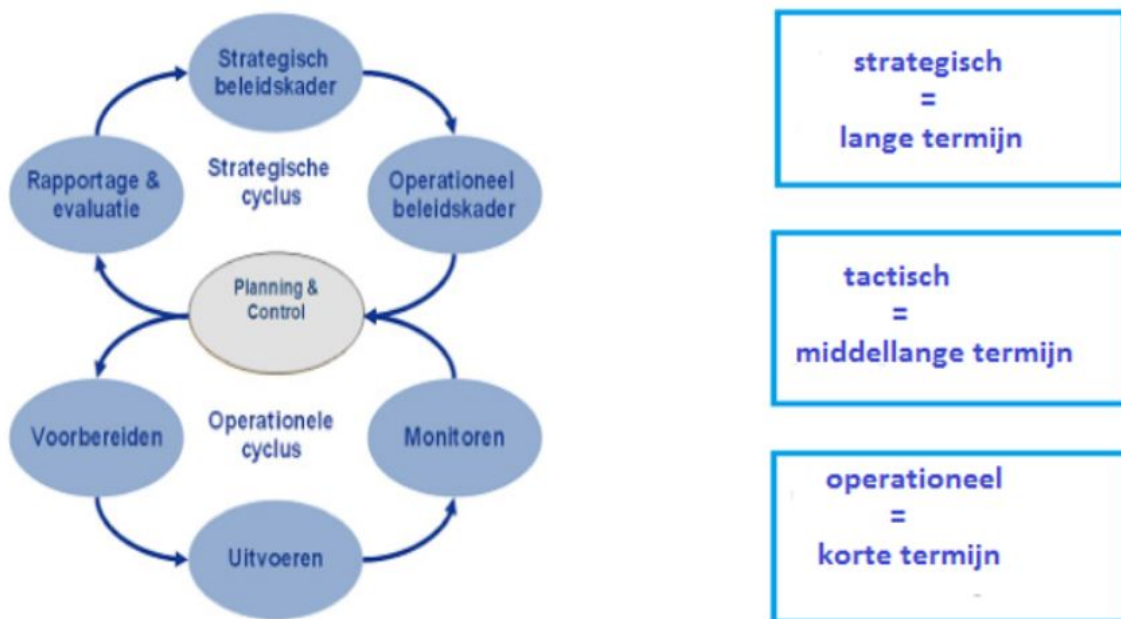 Strategisch
beleidskader
Rapportage &
evaluatie
Strategische
cyclus
Operationeel
beleidskader
Planning &
Control
Voorbereiden
Operationele
cyclus
Monitoren
Uitvoeren
strategisch
=
lange termijn
tactisch
=
middellange termijn
operationeel
=
korte termijn